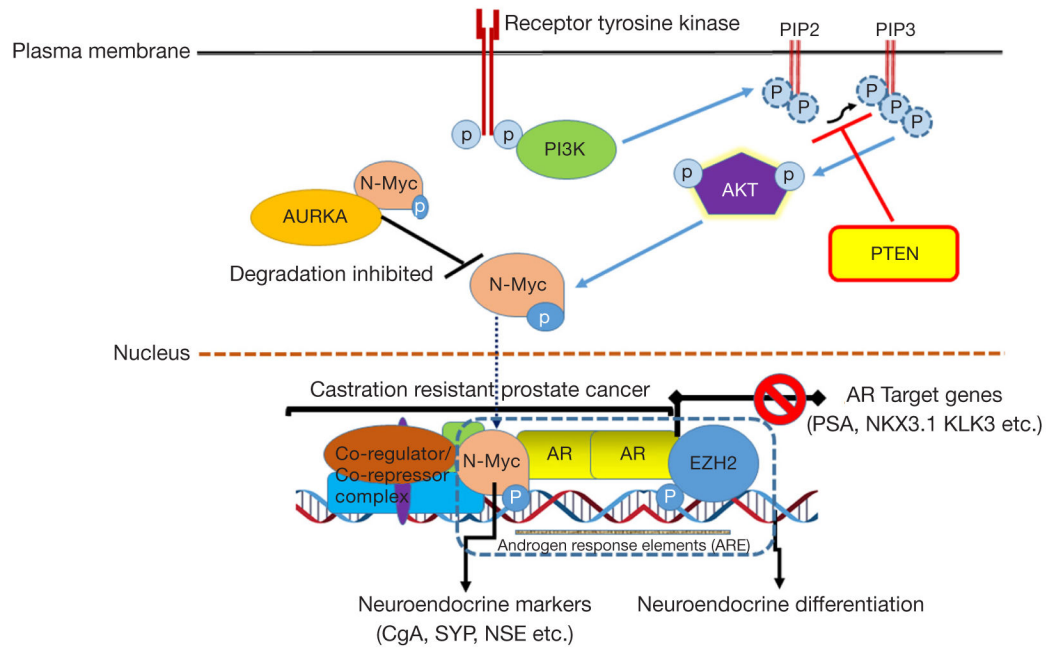 Receptor tyrosine kinase
PIP2
PIP3
Plasma membrane
P
P
P
P
P
p
p
PI3K
N-Myc
p
AURKA
p
AKT
p
PTEN
Degradation inhibited
N-Myc
p
Nucleus
Castration resistant prostate cancer
AR Target genes
(PSA, NKX3.1 KLK3 etc.)
Co-regulator/
Co-repressor
complex
N-Myc
P
AR
AR
P
EZH2
Androgen response elements (ARE)
Neuroendocrine markers
(CgA, SYP, NSE etc.)
Neuroendocrine differentiation